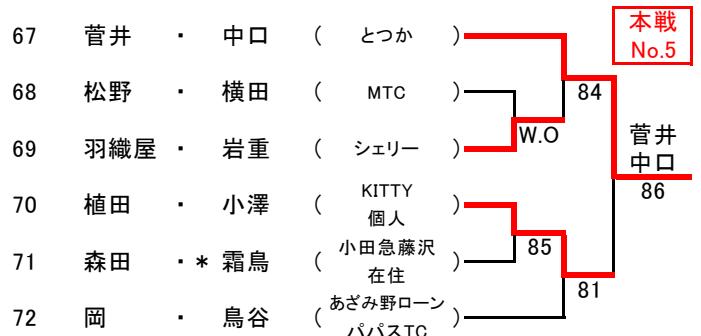 本戦
No.5
67 菅井 ・ 中口 ( とつか )
68 松野 ・ 横田 ( MTC )
84
69 羽織屋 ・ 岩重 ( シェリー )
W.O
菅井
中口
86
70 植田 ・ 小澤 ( KITTY
個人 )
71 森田 ・* 霜鳥 ( 小田急藤沢
在住 )
85
81
72 岡 ・ 鳥谷 ( あざみ野ローン
パパスTC )